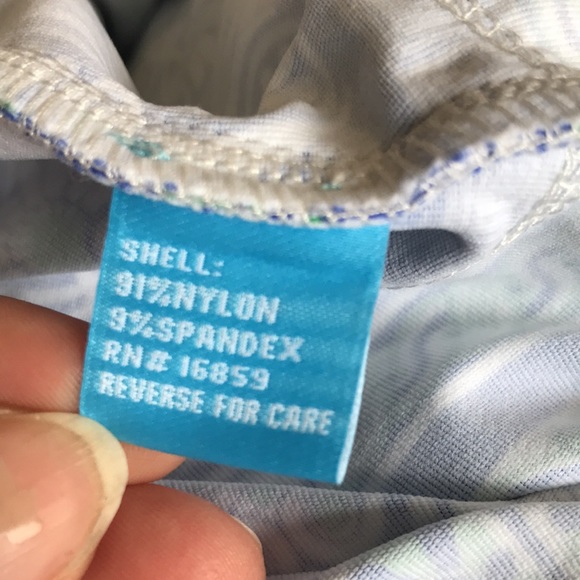 SHELL:
91%NYLON
9%SPANDEX
RN# 16859
REVERSE FOR CARE